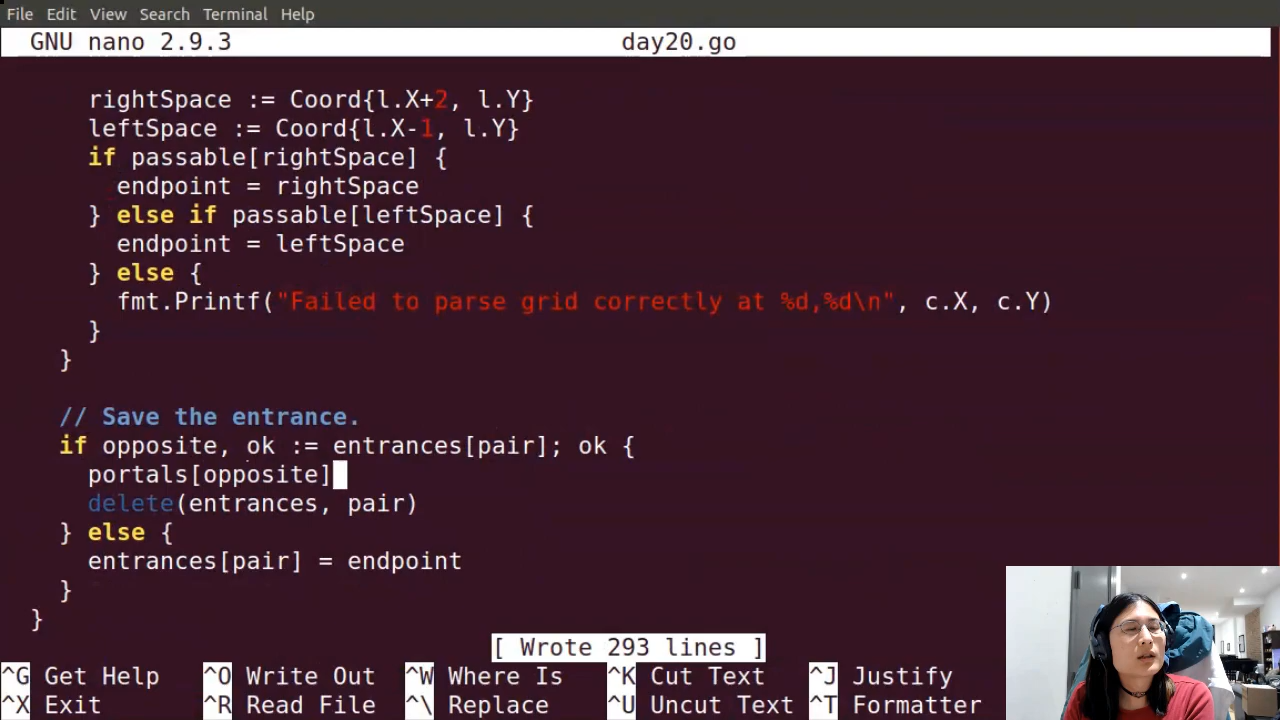 File Edit View Search Terminal Help
GNU nano 2.9.3 day20.go
rightSpace := Coord{l.X+2, l.Y}
leftSpace := Coord{l.X-1, l.Y}
if passable[rightSpace] {
endpoint = rightSpace
} else if passable[leftSpace] {
endpoint = leftSpace
} else {
fmt.Printf("Failed to parse grid correctly at %d,%d\n", c.X, c.Y)
}
}
// Save the entrance.
if opposite, ok := entrances[pair]; ok {
portals[opposite]
delete(entrances, pair)
} else {
entrances[pair] = endpoint
}
}
[ Wrote 293 lines ]
^G Get Help ^O Write Out ^W Where Is ^K Cut Text ^J Justify
^X Exit ^R Read File ^\ Replace ^U Uncut Text ^T Formatter